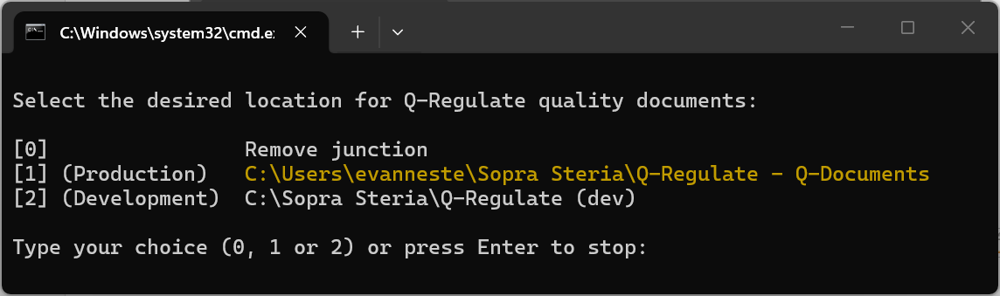 C:\Windows\system32\cmd.e
Select the desired location for Q-Regulate quality documents:
[0] Remove junction
[1] (Production) C:\Users\evanneste\Sopra Steria\Q-Regulate - Q-Documents
[2] (Development) C:\Sopra Steria\Q-Regulate (dev)
Type your choice (0, 1 or 2) or press Enter to stop: